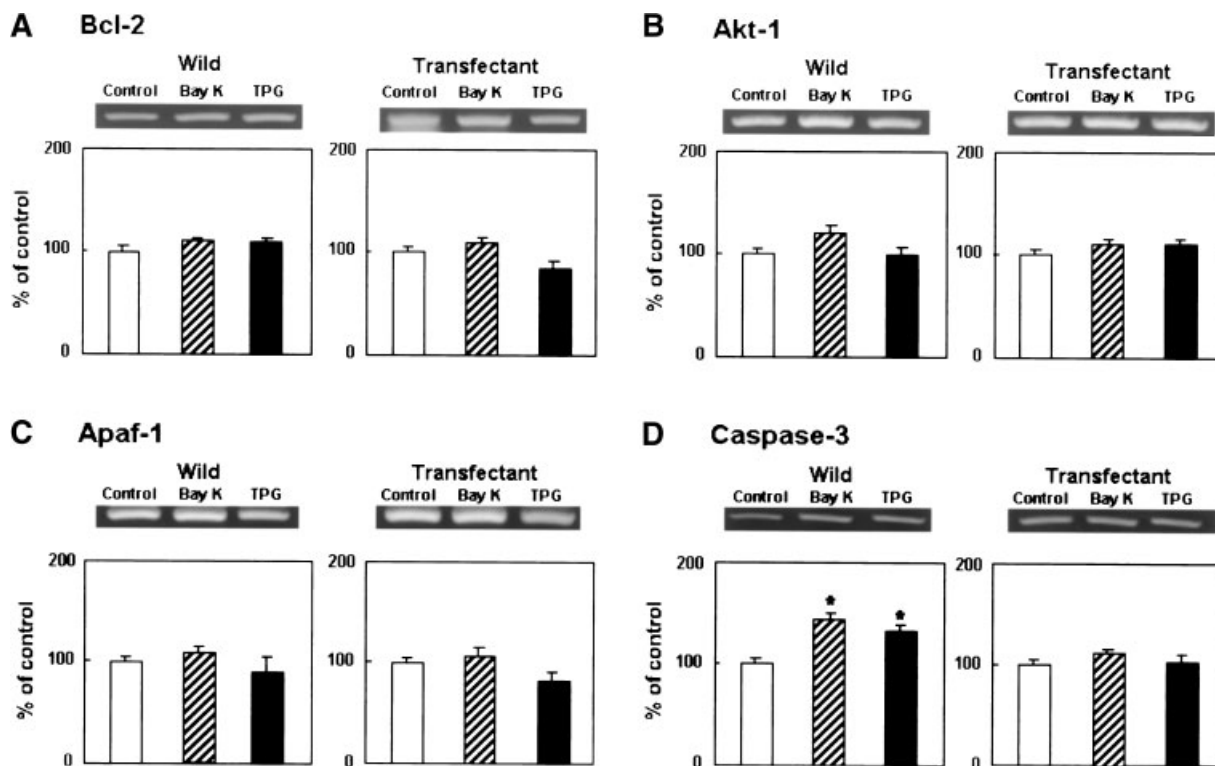 A Bcl-2
Wild
Control Bay K TPG
Transfectant
Control Bay K TPG
% of control
200
100
0
200
100
0
B Akt-1
Wild
Control Bay K TPG
Transfectant
Control Bay K TPG
% of control
200
100
0
200
100
0
C Apaf-1
Wild
Control Bay K TPG
Transfectant
Control Bay K TPG
% of control
200
100
0
200
100
0
D Caspase-3
Wild
Control Bay K TPG
Transfectant
Control Bay K TPG
% of control
200
100
0
* *
200
100
0